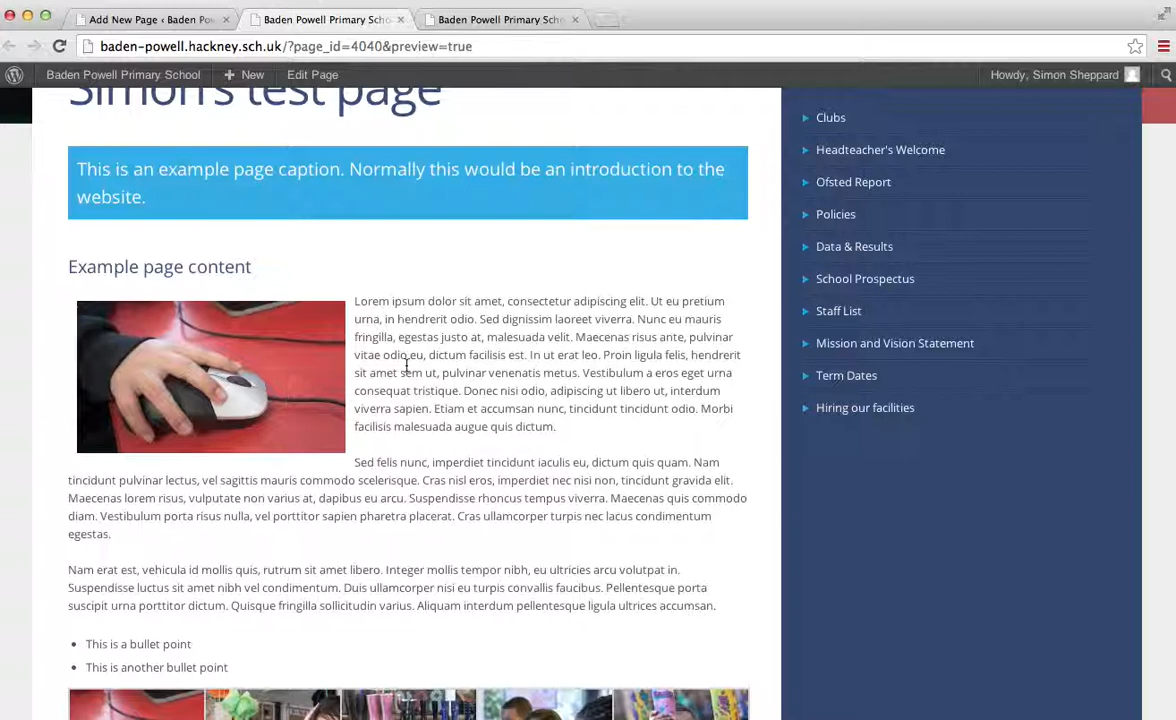 Add New Page ‹ Baden Po
Baden Powell Primary Scho
Baden Powell Primary Scho
baden-powell.hackney.sch.uk/?page_id=4040&preview=true
Baden Powell Primary School
+ New
Edit Page
Howdy, Simon Sheppard
Simon's test page
This is an example page caption. Normally this would be an introduction to the
website.
Example page content
Lorem ipsum dolor sit amet, consectetur adipiscing elit. Ut eu pretium
urna, in hendrerit odio. Sed dignissim laoreet viverra. Nunc eu mauris
fringilla, egestas justo at, malesuada velit. Maecenas risus ante, pulvinar
vitae odio eu, dictum facilisis est. In ut erat leo. Proin ligula felis, hendrerit
sit amet sem ut, pulvinar venenatis metus. Vestibulum a eros eget urna
consequat tristique. Donec nisi odio, adipiscing ut libero ut, interdum
viverra sapien. Etiam et accumsan nunc, tincidunt tincidunt odio. Morbi
facilisis malesuada augue quis dictum.
Sed felis nunc, imperdiet tincidunt iaculis eu, dictum quis quam. Nam
tincidunt pulvinar lectus, vel sagittis mauris commodo scelerisque. Cras nisl eros, imperdiet nec nisi non, tincidunt gravida elit.
Maecenas lorem risus, vulputate non varius at, dapibus eu arcu. Suspendisse rhoncus tempus viverra. Maecenas quis commodo
diam. Vestibulum porta risus nulla, vel porttitor sapien pharetra placerat. Cras ullamcorper turpis nec lacus condimentum
egestas.
Nam erat est, vehicula id mollis quis, rutrum sit amet libero. Integer mollis tempor nibh, eu ultricies arcu volutpat in.
Suspendisse luctus sit amet nibh vel condimentum. Duis ullamcorper nisi eu turpis convallis faucibus. Pellentesque porta
suscipit urna porttitor dictum. Quisque fringilla sollicitudin varius. Aliquam interdum pellentesque ligula ultrices accumsan.
• This is a bullet point
• This is another bullet point
Clubs
Headteacher's Welcome
Ofsted Report
Policies
Data & Results
School Prospectus
Staff List
Mission and Vision Statement
Term Dates
Hiring our facilities